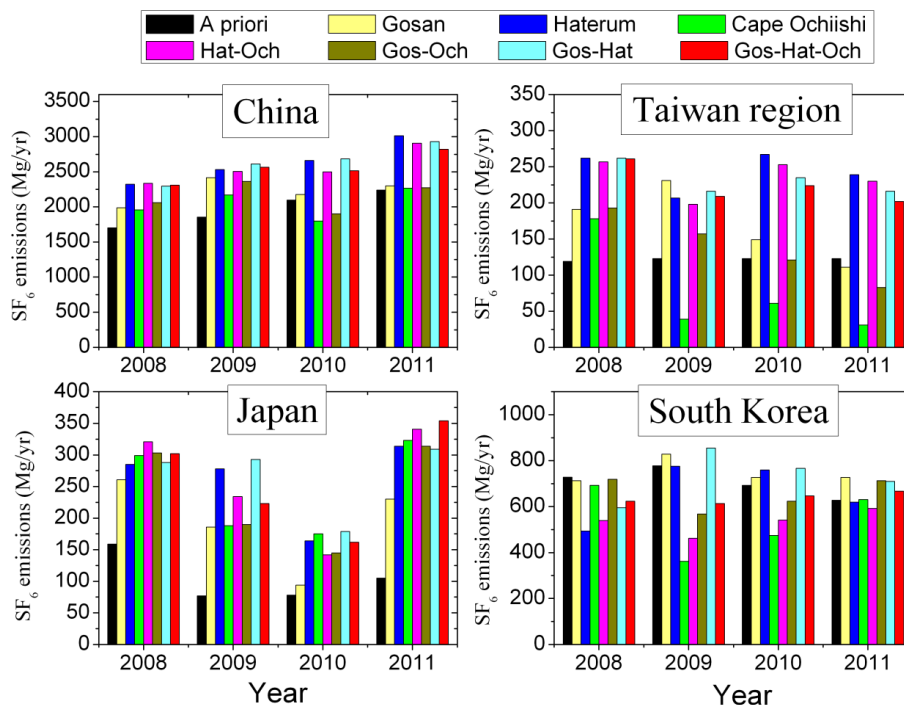 A priori Gosan Haterum Cape Ochiishi
Hat-Och Gos-Och Gos-Hat Gos-Hat-Och
China
SF6 emissions (Mg/yr)
3500
3000
2500
2000
1500
1000
500
0
2008 2009 2010 2011
Taiwan region
SF6 emissions (Mg/yr)
350
300
250
200
150
100
50
0
2008 2009 2010 2011
Japan
SF6 emissions (Mg/yr)
400
350
300
250
200
150
100
50
0
2008 2009 2010 2011
Year
South Korea
SF6 emissions (Mg/yr)
1000
800
600
400
200
0
2008 2009 2010 2011
Year